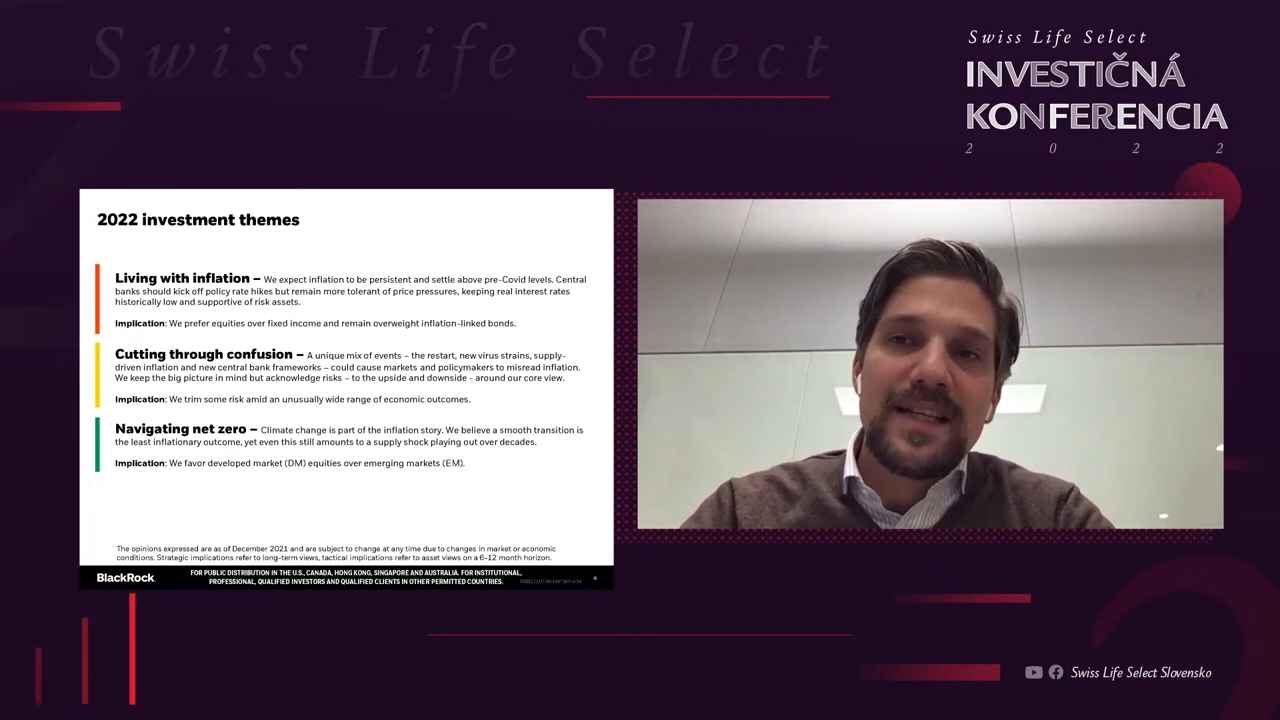 Swiss Life Select
Swiss Life Select
INVESTIČNÁ
KONFERENCIA
2 0 2 2
2022 investment themes
Living with inflation – We expect inflation to be persistent and settle above pre-Covid levels. Central
banks should kick off policy rate hikes but remain more tolerant of price pressures, keeping real interest rates
historically low and supportive of risk assets.
Implication: We prefer equities over fixed income and remain overweight inflation-linked bonds.
Cutting through confusion – A unique mix of events – the restart, new virus strains, supply-
driven inflation and new central bank frameworks – could cause markets and policymakers to misread inflation.
We keep the big picture in mind but acknowledge risks – to the upside and downside - around our core view.
Implication: We trim some risk amid an unusually wide range of economic outcomes.
Navigating net zero – Climate change is part of the inflation story. We believe a smooth transition is
the least inflationary outcome, yet even this still amounts to a supply shock playing out over decades.
Implication: We favor developed market (DM) equities over emerging markets (EM).
The opinions expressed are as of December 2021 and are subject to change at any time due to changes in market or economic
conditions. Strategic implications refer to long-term views, tactical implications refer to asset views on a 6-12 month horizon.
BlackRock.
FOR PUBLIC DISTRIBUTION IN THE U.S., CANADA, HONG KONG, SINGAPORE AND AUSTRALIA. FOR INSTITUTIONAL,
PROFESSIONAL, QUALIFIED INVESTORS AND QUALIFIED CLIENTS IN OTHER PERMITTED COUNTRIES.
4
Swiss Life Select Slovensko